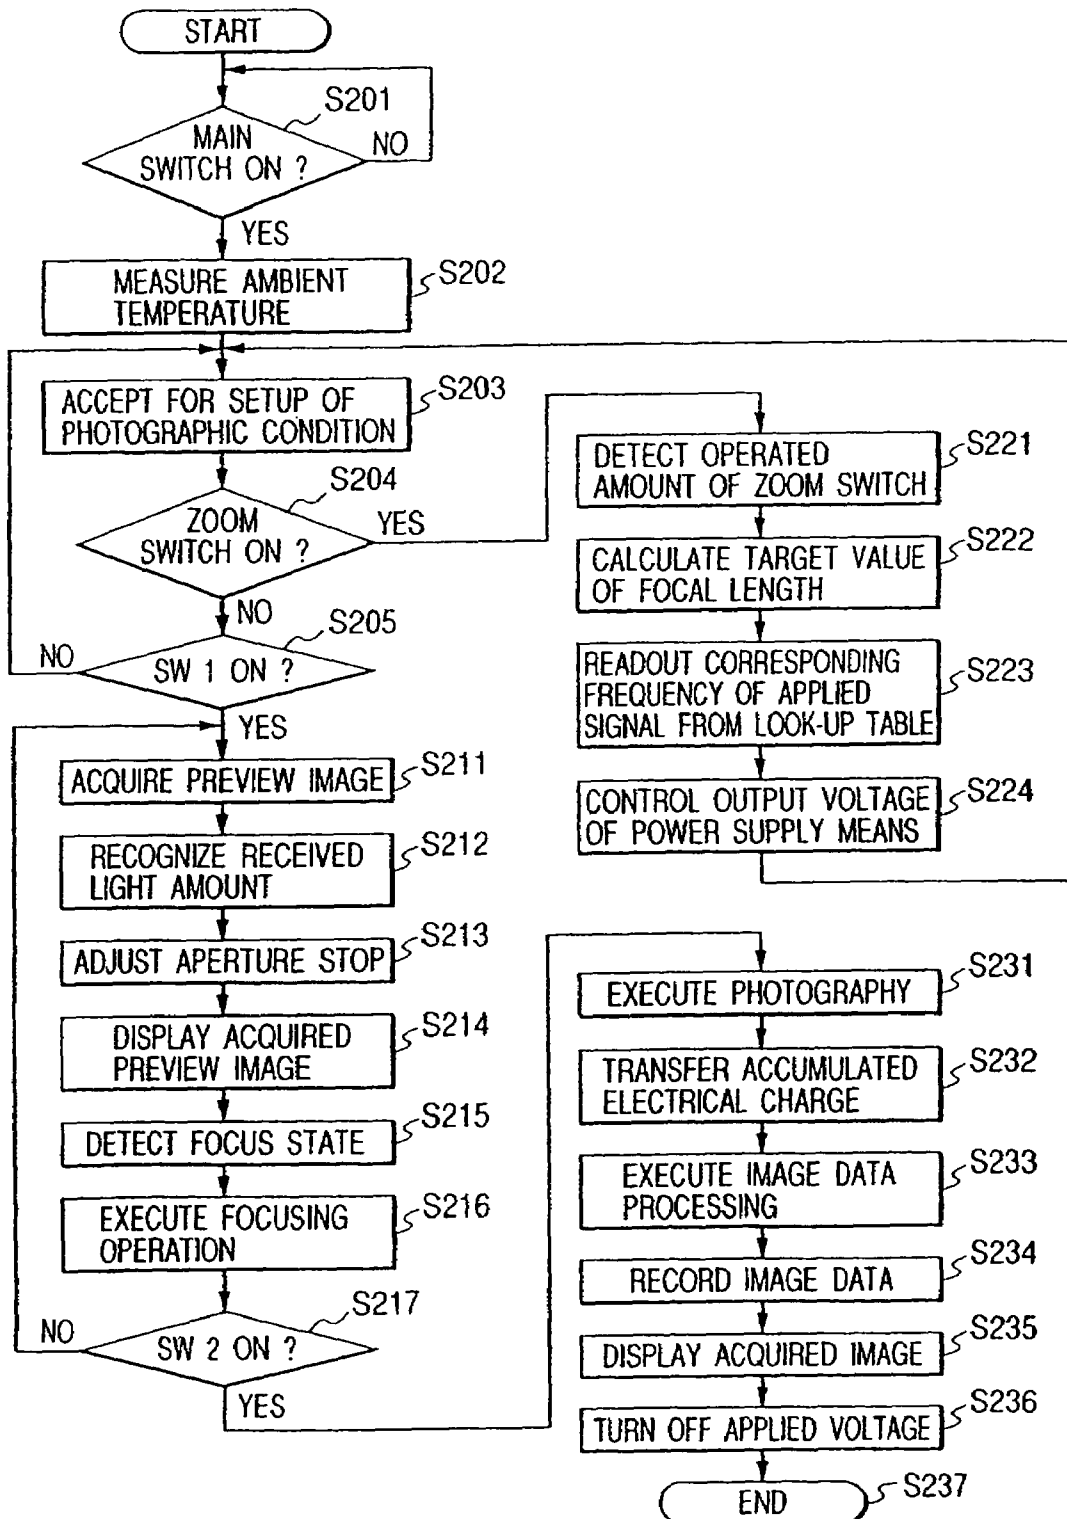 START
S201
MAIN
SWITCH ON ?
NO
YES
S202
MEASURE AMBIENT
TEMPERATURE
S203
ACCEPT FOR SETUP OF
PHOTOGRAPHIC CONDITION
S204
ZOOM
SWITCH ON ?
YES
NO
S205
SW 1 ON ?
NO
YES
S211
ACQUIRE PREVIEW IMAGE
S212
RECOGNIZE RECEIVED
LIGHT AMOUNT
S213
ADJUST APERTURE STOP
S214
DISPLAY ACQUIRED
PREVIEW IMAGE
S215
DETECT FOCUS STATE
S216
EXECUTE FOCUSING
OPERATION
S217
SW 2 ON ?
NO
YES
S221
DETECT OPERATED
AMOUNT OF ZOOM SWITCH
S222
CALCULATE TARGET VALUE
OF FOCAL LENGTH
S223
READOUT CORRESPONDING
FREQUENCY OF APPLIED
SIGNAL FROM LOOK-UP TABLE
S224
CONTROL OUTPUT VOLTAGE
OF POWER SUPPLY MEANS
S231
EXECUTE PHOTOGRAPHY
S232
TRANSFER ACCUMULATED
ELECTRICAL CHARGE
S233
EXECUTE IMAGE DATA
PROCESSING
S234
RECORD IMAGE DATA
S235
DISPLAY ACQUIRED IMAGE
S236
TURN OFF APPLIED VOLTAGE
S237
END